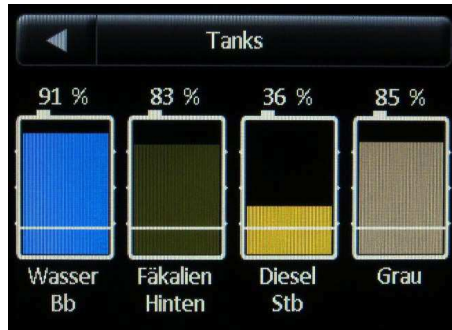 Tanks
91 %
83 %
36 %
85 %
Wasser
Bb
Fäkalien
Hinten
Diesel
Stb
Grau